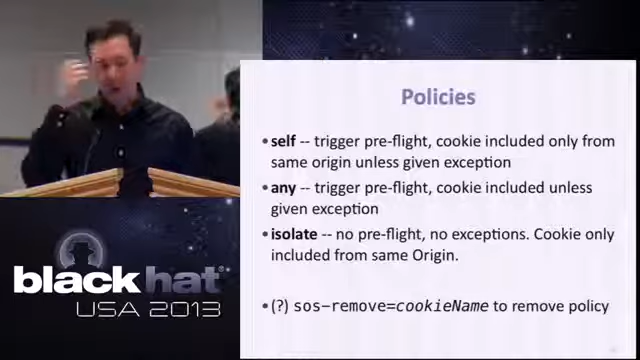 Policies
•self -- trigger pre-flight, cookie included only from
same origin unless given exception
•any -- trigger pre-flight, cookie included unless
given exception
•isolate -- no pre-flight, no exceptions. Cookie only
included from same Origin.
•(?) sos-remove=cookieName to remove policy
black hat®
USA 2013